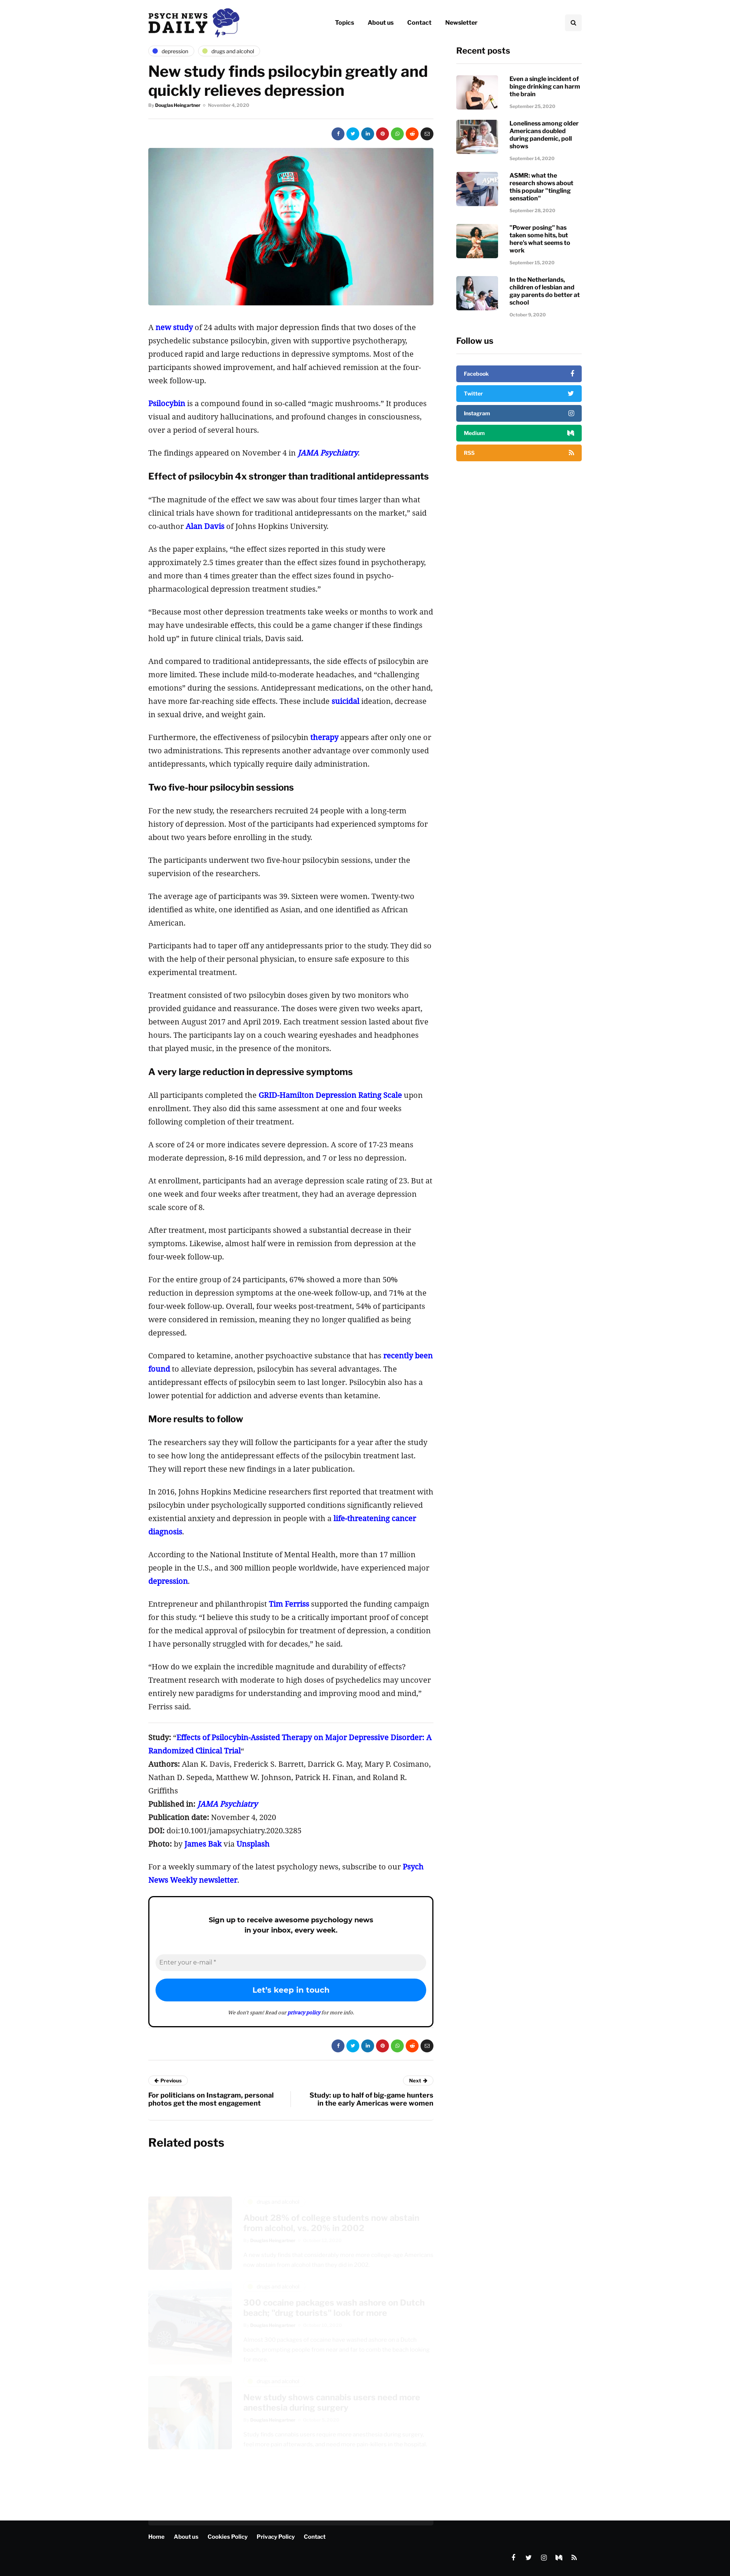 PSYCH NEWS
DAILY
Topics
About us
Contact
Newsletter
depression
drugs and alcohol
New study finds psilocybin greatly and
quickly relieves depression
By Douglas Heingartner
November 4, 2020
A new study of 24 adults with major depression finds that two doses of the
psychedelic substance psilocybin, given with supportive psychotherapy,
produced rapid and large reductions in depressive symptoms. Most of the
participants showed improvement, and half achieved remission at the four-
week follow-up.
Psilocybin is a compound found in so-called “magic mushrooms.” It produces
visual and auditory hallucinations, and profound changes in consciousness,
over a period of several hours.
The findings appeared on November 4 in JAMA Psychiatry.
Effect of psilocybin 4x stronger than traditional antidepressants
“The magnitude of the effect we saw was about four times larger than what
clinical trials have shown for traditional antidepressants on the market,” said
co-author Alan Davis of Johns Hopkins University.
As the paper explains, “the effect sizes reported in this study were
approximately 2.5 times greater than the effect sizes found in psychotherapy,
and more than 4 times greater than the effect sizes found in psycho-
pharmacological depression treatment studies.”
“Because most other depression treatments take weeks or months to work and
may have undesirable effects, this could be a game changer if these findings
hold up” in future clinical trials, Davis said.
And compared to traditional antidepressants, the side effects of psilocybin are
more limited. These include mild-to-moderate headaches, and “challenging
emotions” during the sessions. Antidepressant medications, on the other hand,
have more far-reaching side effects. These include suicidal ideation, decrease
in sexual drive, and weight gain.
Furthermore, the effectiveness of psilocybin therapy appears after only one or
two administrations. This represents another advantage over commonly used
antidepressants, which typically require daily administration.
Two five-hour psilocybin sessions
For the new study, the researchers recruited 24 people with a long-term
history of depression. Most of the participants had experienced symptoms for
about two years before enrolling in the study.
The participants underwent two five-hour psilocybin sessions, under the
supervision of the researchers.
The average age of participants was 39. Sixteen were women. Twenty-two
identified as white, one identified as Asian, and one identified as African
American.
Participants had to taper off any antidepressants prior to the study. They did so
with the help of their personal physician, to ensure safe exposure to this
experimental treatment.
Treatment consisted of two psilocybin doses given by two monitors who
provided guidance and reassurance. The doses were given two weeks apart,
between August 2017 and April 2019. Each treatment session lasted about five
hours. The participants lay on a couch wearing eyeshades and headphones
that played music, in the presence of the monitors.
A very large reduction in depressive symptoms
All participants completed the GRID-Hamilton Depression Rating Scale upon
enrollment. They also did this same assessment at one and four weeks
following completion of their treatment.
A score of 24 or more indicates severe depression. A score of 17-23 means
moderate depression, 8-16 mild depression, and 7 or less no depression.
At enrollment, participants had an average depression scale rating of 23. But at
one week and four weeks after treatment, they had an average depression
scale score of 8.
After treatment, most participants showed a substantial decrease in their
symptoms. Likewise, almost half were in remission from depression at the
four-week follow-up.
For the entire group of 24 participants, 67% showed a more than 50%
reduction in depression symptoms at the one-week follow-up, and 71% at the
four-week follow-up. Overall, four weeks post-treatment, 54% of participants
were considered in remission, meaning they no longer qualified as being
depressed.
Compared to ketamine, another psychoactive substance that has recently been
found to alleviate depression, psilocybin has several advantages. The
antidepressant effects of psilocybin seem to last longer. Psilocybin also has a
lower potential for addiction and adverse events than ketamine.
More results to follow
The researchers say they will follow the participants for a year after the study
to see how long the antidepressant effects of the psilocybin treatment last.
They will report these new findings in a later publication.
In 2016, Johns Hopkins Medicine researchers first reported that treatment with
psilocybin under psychologically supported conditions significantly relieved
existential anxiety and depression in people with a life-threatening cancer
diagnosis.
According to the National Institute of Mental Health, more than 17 million
people in the U.S., and 300 million people worldwide, have experienced major
depression.
Entrepreneur and philanthropist Tim Ferriss supported the funding campaign
for this study. “I believe this study to be a critically important proof of concept
for the medical approval of psilocybin for treatment of depression, a condition
I have personally struggled with for decades,” he said.
“How do we explain the incredible magnitude and durability of effects?
Treatment research with moderate to high doses of psychedelics may uncover
entirely new paradigms for understanding and improving mood and mind,”
Ferriss said.
Study: “Effects of Psilocybin-Assisted Therapy on Major Depressive Disorder: A
Randomized Clinical Trial”
Authors: Alan K. Davis, Frederick S. Barrett, Darrick G. May, Mary P. Cosimano,
Nathan D. Sepeda, Matthew W. Johnson, Patrick H. Finan, and Roland R.
Griffiths
Published in: JAMA Psychiatry
Publication date: November 4, 2020
DOI: doi:10.1001/jamapsychiatry.2020.3285
Photo: by James Bak via Unsplash
For a weekly summary of the latest psychology news, subscribe to our Psych
News Weekly newsletter.
Sign up to receive awesome psychology news
in your inbox, every week.
Enter your e-mail *
Let’s keep in touch
We don’t spam! Read our privacy policy for more info.
Previous
For politicians on Instagram, personal
photos get the most engagement
Next
Study: up to half of big-game hunters
in the early Americas were women
Related posts
About 28% of college students now abstain
from alcohol, vs. 20% in 2002
300 cocaine packages wash ashore on Dutch
beach; "drug tourists" look for more
New study shows cannabis users need more
anesthesia during surgery
Recent posts
Even a single incident of
binge drinking can harm
the brain
September 25, 2020
Loneliness among older
Americans doubled
during pandemic, poll
shows
September 14, 2020
ASMR: what the
research shows about
this popular "tingling
sensation"
September 28, 2020
"Power posing" has
taken some hits, but
here's what seems to
work
September 15, 2020
In the Netherlands,
children of lesbian and
gay parents do better at
school
October 9, 2020
Follow us
Facebook
Twitter
Instagram
Medium
RSS
Home
About us
Cookies Policy
Privacy Policy
Contact